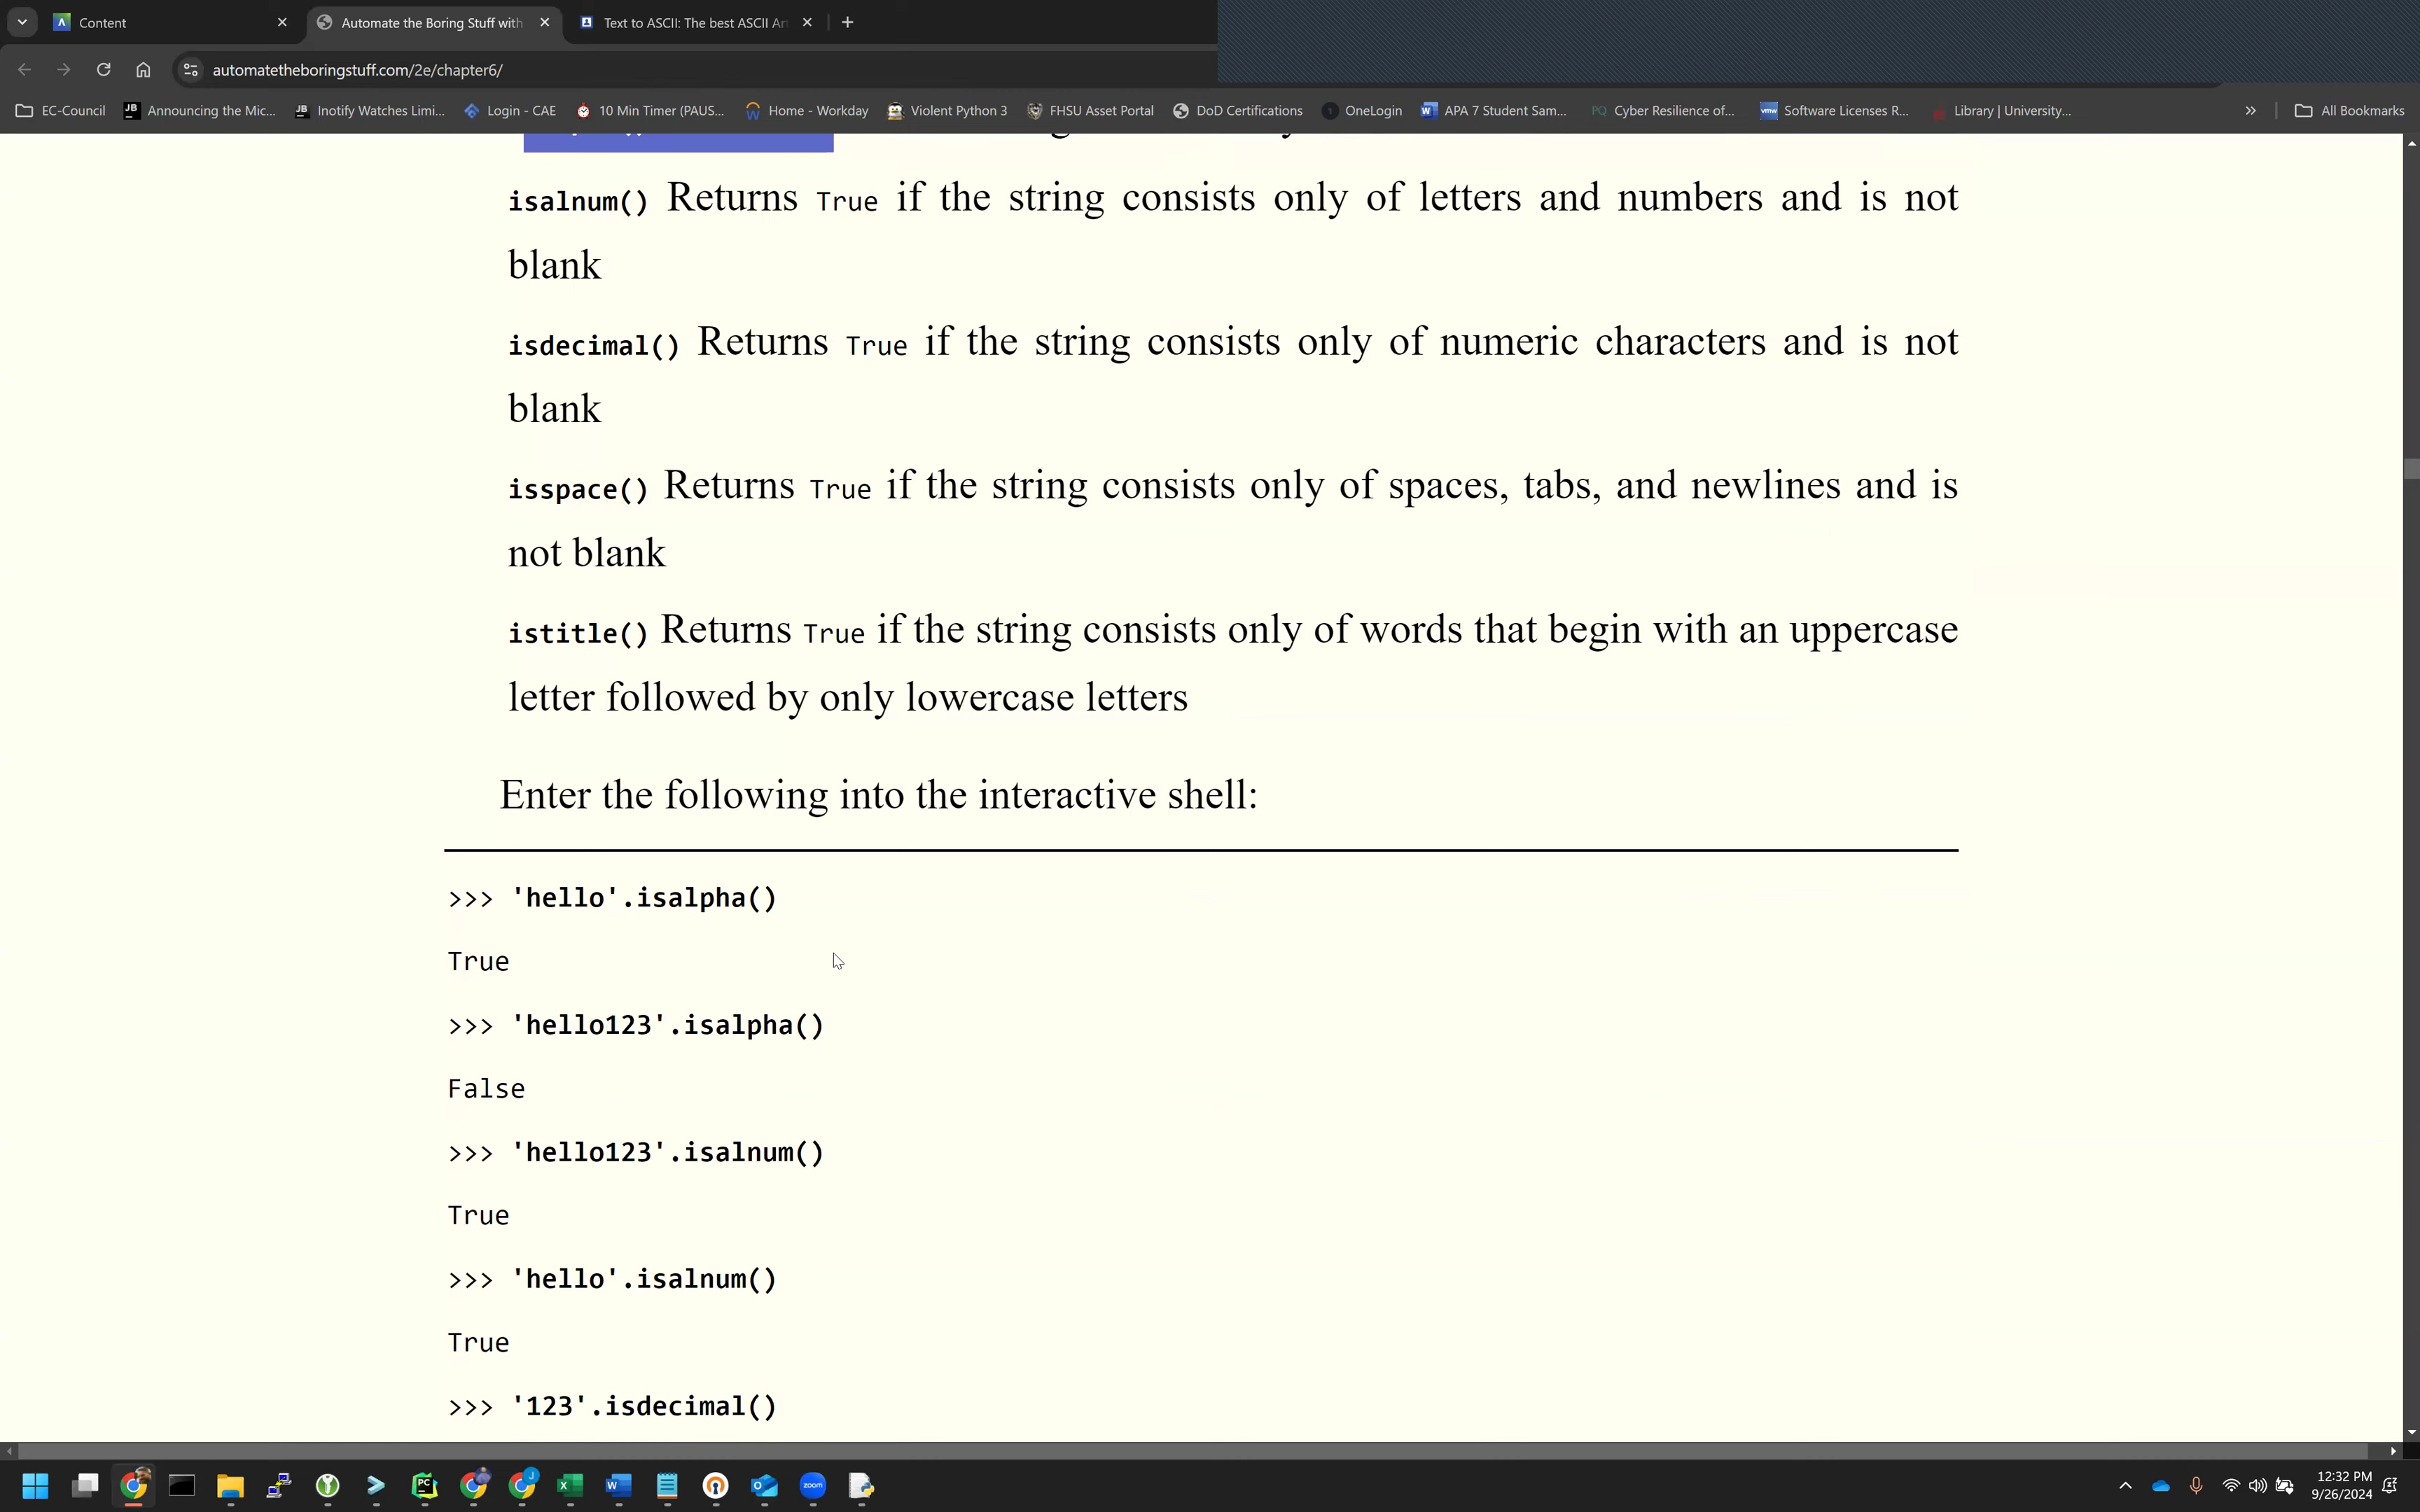 Content
Automate the Boring Stuff with
Text to ASCII: The best ASCII Ar
automatetheboringstuff.com/2e/chapter6/
EC-Council
Announcing the Mic...
Inotify Watches Limi...
Login - CAE
10 Min Timer (PAUS...
Home - Workday
Violent Python 3
FHSU Asset Portal
DoD Certifications
OneLogin
APA 7 Student Sam...
Cyber Resilience of...
Software Licenses R...
Library | University...
All Bookmarks
isalnum() Returns True if the string consists only of letters and numbers and is not
blank
isdecimal() Returns True if the string consists only of numeric characters and is not
blank
isspace() Returns True if the string consists only of spaces, tabs, and newlines and is
not blank
istitle() Returns True if the string consists only of words that begin with an uppercase
letter followed by only lowercase letters
Enter the following into the interactive shell:
>>> 'hello'.isalpha()
True
>>> 'hello123'.isalpha()
False
>>> 'hello123'.isalnum()
True
>>> 'hello'.isalnum()
True
>>> '123'.isdecimal()
12:32 PM
9/26/2024